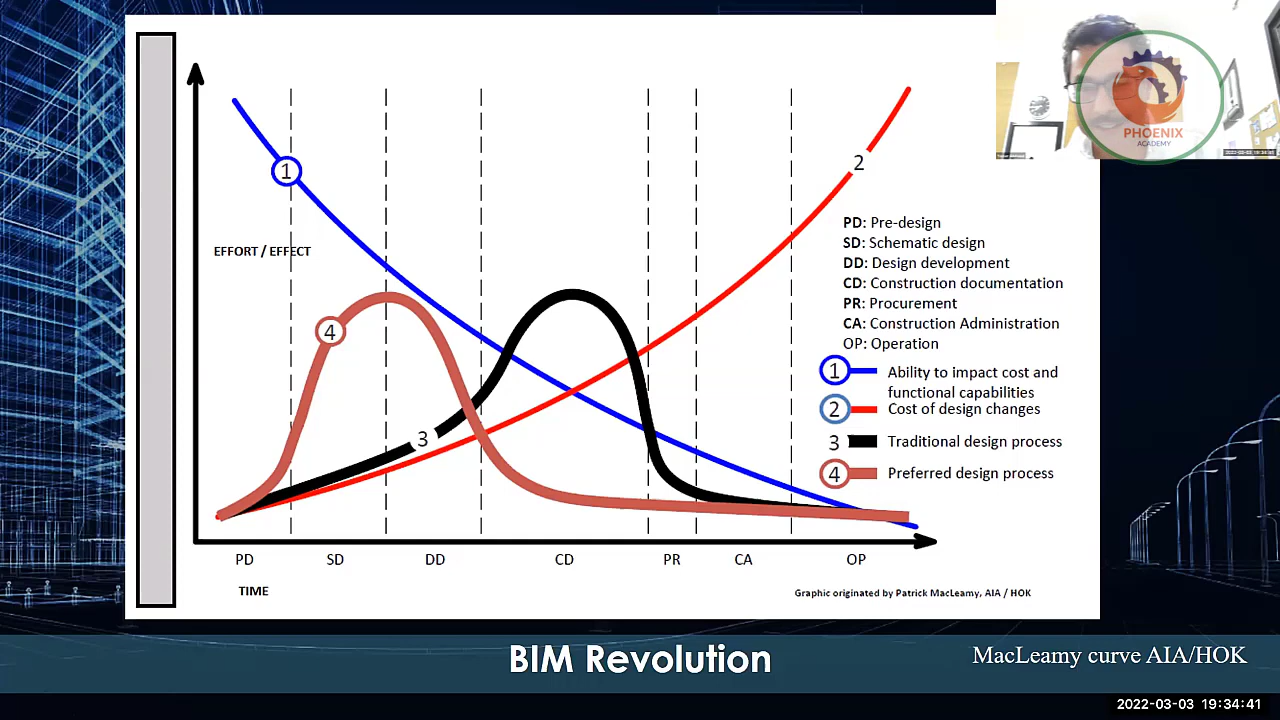 PHOENIX
ACADEMY
1
2
EFFORT / EFFECT
4
3
PD: Pre-design
SD: Schematic design
DD: Design development
CD: Construction documentation
PR: Procurement
CA: Construction Administration
OP: Operation
1 Ability to impact cost and
functional capabilities
2 Cost of design changes
3 Traditional design process
4 Preferred design process
PD SD DD CD PR CA OP
TIME
Graphic originated by Patrick MacLeamy, AIA / HOK
BIM Revolution
MacLeamy curve AIA/HOK
2022-03-03 19:34:41